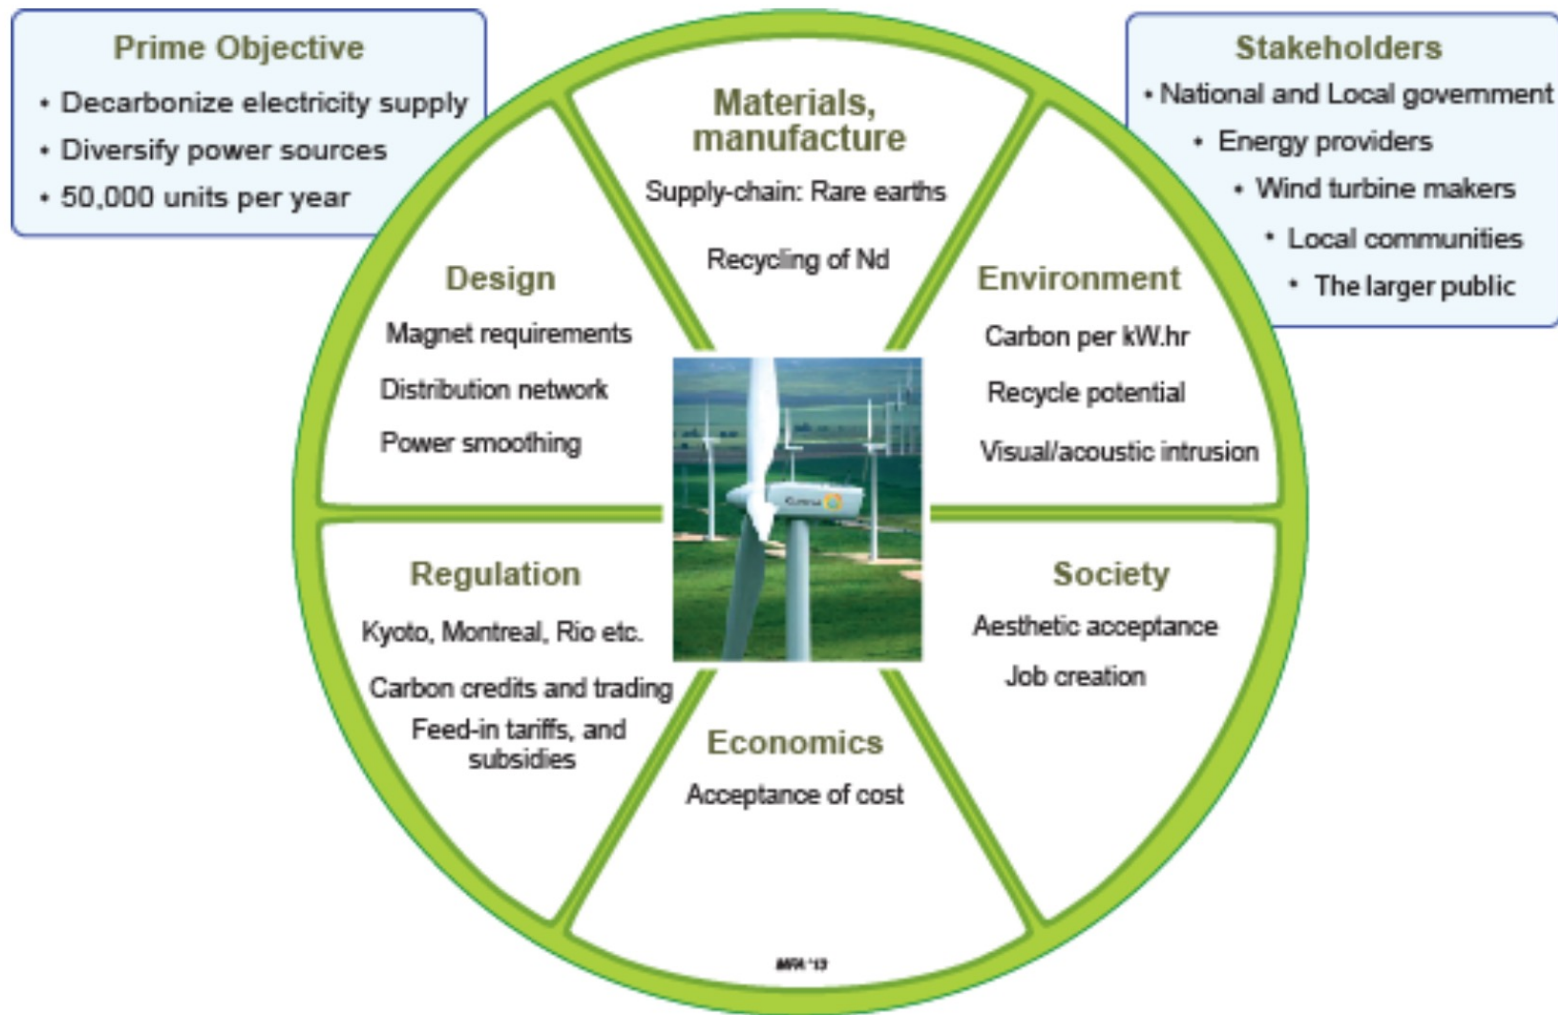 Prime Objective
• Decarbonize electricity supply
• Diversify power sources
• 50,000 units per year
Stakeholders
• National and Local government
• Energy providers
• Wind turbine makers
• Local communities
• The larger public
Materials,
manufacture
Supply-chain: Rare earths
Recycling of Nd
Design
Magnet requirements
Distribution network
Power smoothing
Environment
Carbon per kW.hr
Recycle potential
Visual/acoustic intrusion
Regulation
Kyoto, Montreal, Rio etc.
Carbon credits and trading
Feed-in tariffs, and
subsidies
Society
Aesthetic acceptance
Job creation
Economics
Acceptance of cost
MFA '13